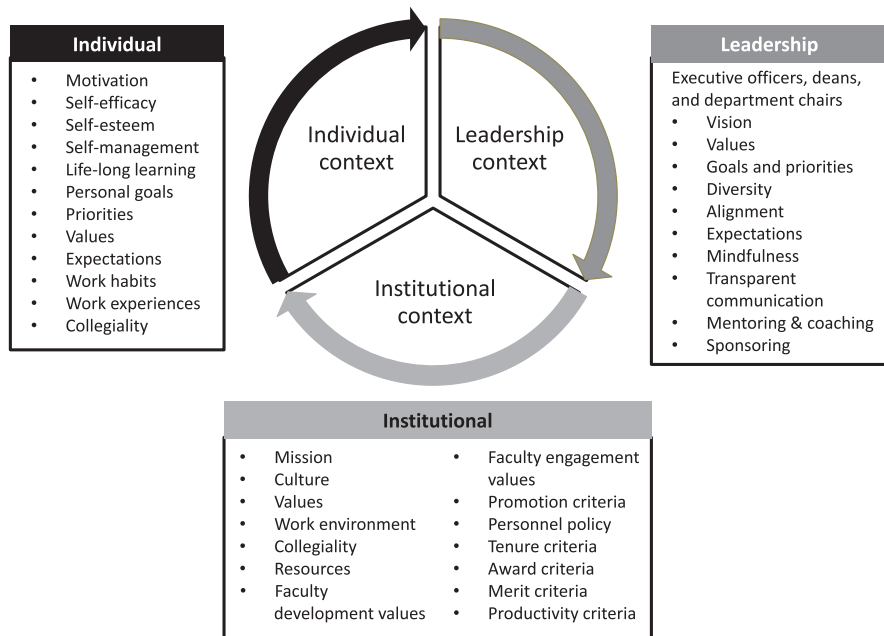 Individual
• Motivation
• Self-efficacy
• Self-esteem
• Self-management
• Life-long learning
• Personal goals
• Priorities
• Values
• Expectations
• Work habits
• Work experiences
• Collegiality
Individual
context
Leadership
context
Institutional
context
Leadership
Executive officers, deans,
and department chairs
• Vision
• Values
• Goals and priorities
• Diversity
• Alignment
• Expectations
• Mindfulness
• Transparent
communication
• Mentoring & coaching
• Sponsoring
Institutional
• Mission
• Culture
• Values
• Work environment
• Collegiality
• Resources
• Faculty
development values
• Faculty engagement
values
• Promotion criteria
• Personnel policy
• Tenure criteria
• Award criteria
• Merit criteria
• Productivity criteria